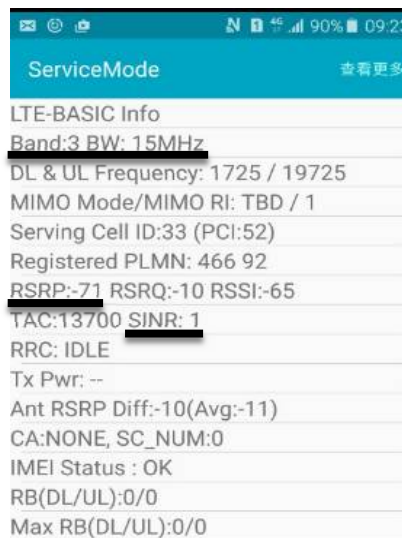 1 4G 90% 09:23
ServiceMode 查看更多
LTE-BASIC Info
Band:3 BW: 15MHz
DL & UL Frequency: 1725 / 19725
MIMO Mode/MIMO RI: TBD / 1
Serving Cell ID:33 (PCI:52)
Registered PLMN: 466 92
RSRP:-71 RSRQ:-10 RSSI:-65
TAC:13700 SINR: 1
RRC: IDLE
Tx Pwr: --
Ant RSRP Diff:-10(Avg:-11)
CA:NONE, SC_NUM:0
IMEI Status : OK
RB(DL/UL):0/0
Max RB(DL/UL):0/0